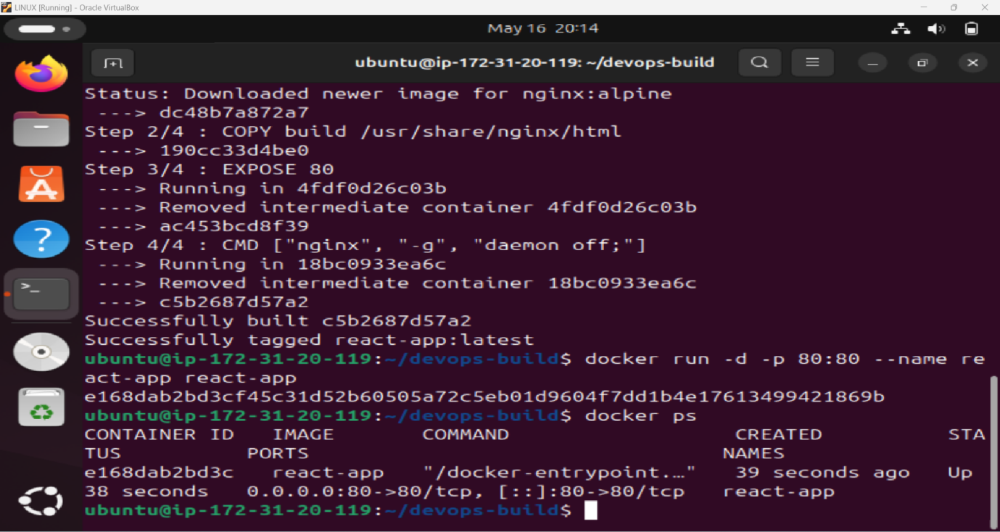 LINUX [Running] - Oracle VirtualBox
May 16 20:14
ubuntu@ip-172-31-20-119: ~/devops-build
Status: Downloaded newer image for nginx:alpine
 ---> dc48b7a872a7
Step 2/4 : COPY build /usr/share/nginx/html
 ---> 190cc33d4be0
Step 3/4 : EXPOSE 80
 ---> Running in 4fdf0d26c03b
 ---> Removed intermediate container 4fdf0d26c03b
 ---> ac453bcd8f39
Step 4/4 : CMD ["nginx", "-g", "daemon off;"]
 ---> Running in 18bc0933ea6c
 ---> Removed intermediate container 18bc0933ea6c
 ---> c5b2687d57a2
Successfully built c5b2687d57a2
Successfully tagged react-app:latest
ubuntu@ip-172-31-20-119:~/devops-build$ docker run -d -p 80:80 --name re
act-app react-app
e168dab2bd3cf45c31d52b60505a72c5eb01d9604f7dd1b4e17613499421869b
ubuntu@ip-172-31-20-119:~/devops-build$ docker ps
CONTAINER ID   IMAGE       COMMAND                  CREATED          STA
TUS          PORTS                                 NAMES
e168dab2bd3c   react-app   "/docker-entrypoint.…"   39 seconds ago   Up 
38 seconds   0.0.0.0:80->80/tcp, [::]:80->80/tcp   react-app
ubuntu@ip-172-31-20-119:~/devops-build$